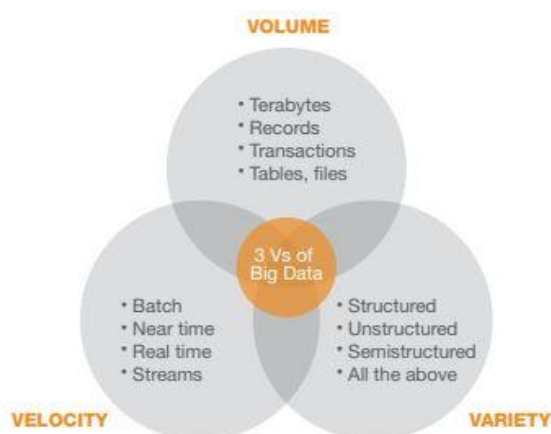 VOLUME
• Terabytes
• Records
• Transactions
• Tables, files
3 Vs of
Big Data
• Batch
• Near time
• Real time
• Streams
• Structured
• Unstructured
• Semistructured
• All the above
VELOCITY
VARIETY